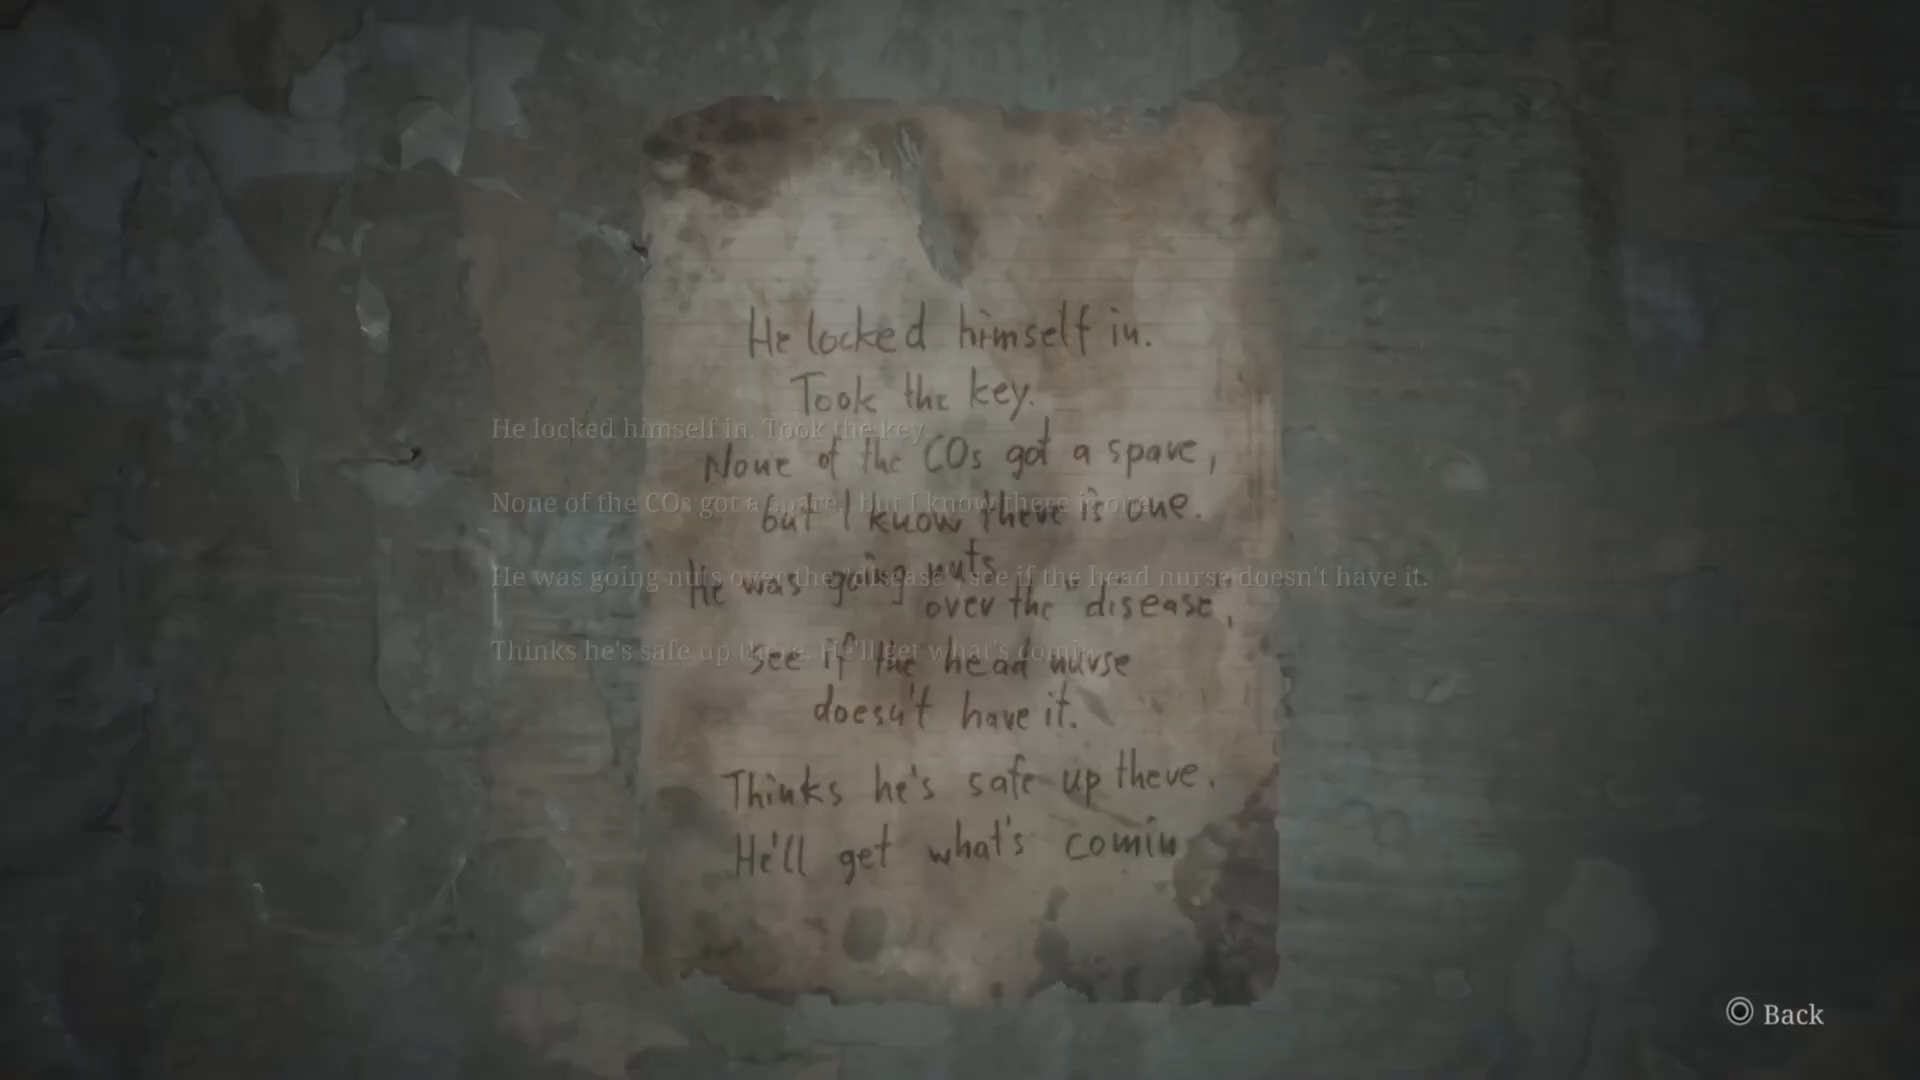 He locked himself in.
Took the key.
None of the COs got a spare,
but I know there is one.
He was going nuts
over the "disease",
see if the head nurse
doesn't have it.
Thinks he's safe up there.
He'll get what's comin
He locked himself in. Took the key.
None of the COs got a spare, but I know there is one.
He was going nuts over the "disease", see if the head nurse doesn't have it.
Thinks he's safe up there. He'll get what's comin
Back